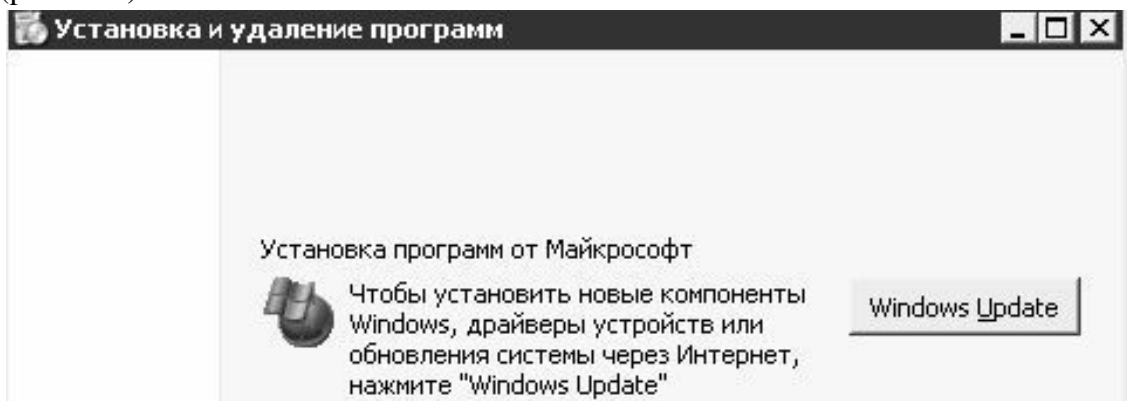 Установка и удаление программ
Установка программ от Майкрософт
Чтобы установить новые компоненты
Windows, драйверы устройств или
обновления системы через Интернет,
нажмите "Windows Update"
Windows Update